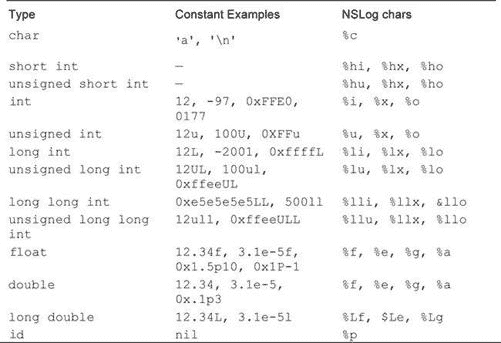 Type Constant Examples NSLog chars
char 'a', '\n' %c
short int — %hi, %hx, %ho
unsigned short int — %hu, %hx, %ho
int 12, -97, 0xFFE0, %i, %x, %o
0177
unsigned int 12u, 100U, 0XFFu %u, %x, %o
long int 12L, -2001, 0xffffL %li, %lx, %lo
unsigned long int 12UL, 100ul, %lu, %lx, %lo
0xffeeUL
long long int 0xe5e5e5e5LL, 500ll %lli, %llx, &llo
unsigned long long 12ull, 0xffeeULL %llu, %llx, %llo
int
float 12.34f, 3.1e-5f, %f, %e, %g, %a
0x1.5p10, 0x1P-1
double 12.34, 3.1e-5, %f, %e, %g, %a
0x.1p3
long double 12.34L, 3.1e-5l %Lf, $Le, %Lg
id nil %p